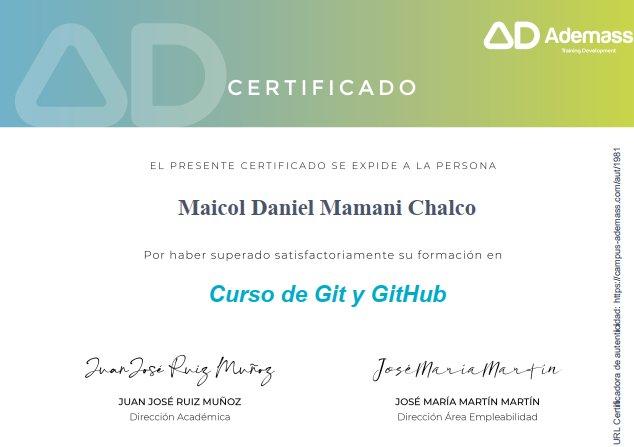 AD Ademass
Training Development
AD
CERTIFICADO
EL PRESENTE CERTIFICADO SE EXPIDE A LA PERSONA
Maicol Daniel Mamani Chalco
Por haber superado satisfactoriamente su formación en
Curso de Git y GitHub
Juan José Ruiz Muñoz
José María Martín
JUAN JOSÉ RUIZ MUÑOZ
Dirección Académica
JOSÉ MARÍA MARTÍN MARTÍN
Dirección Área Empleabilidad
URL Certificadora de autenticidad: https://campus-ademass.com/aut/1981